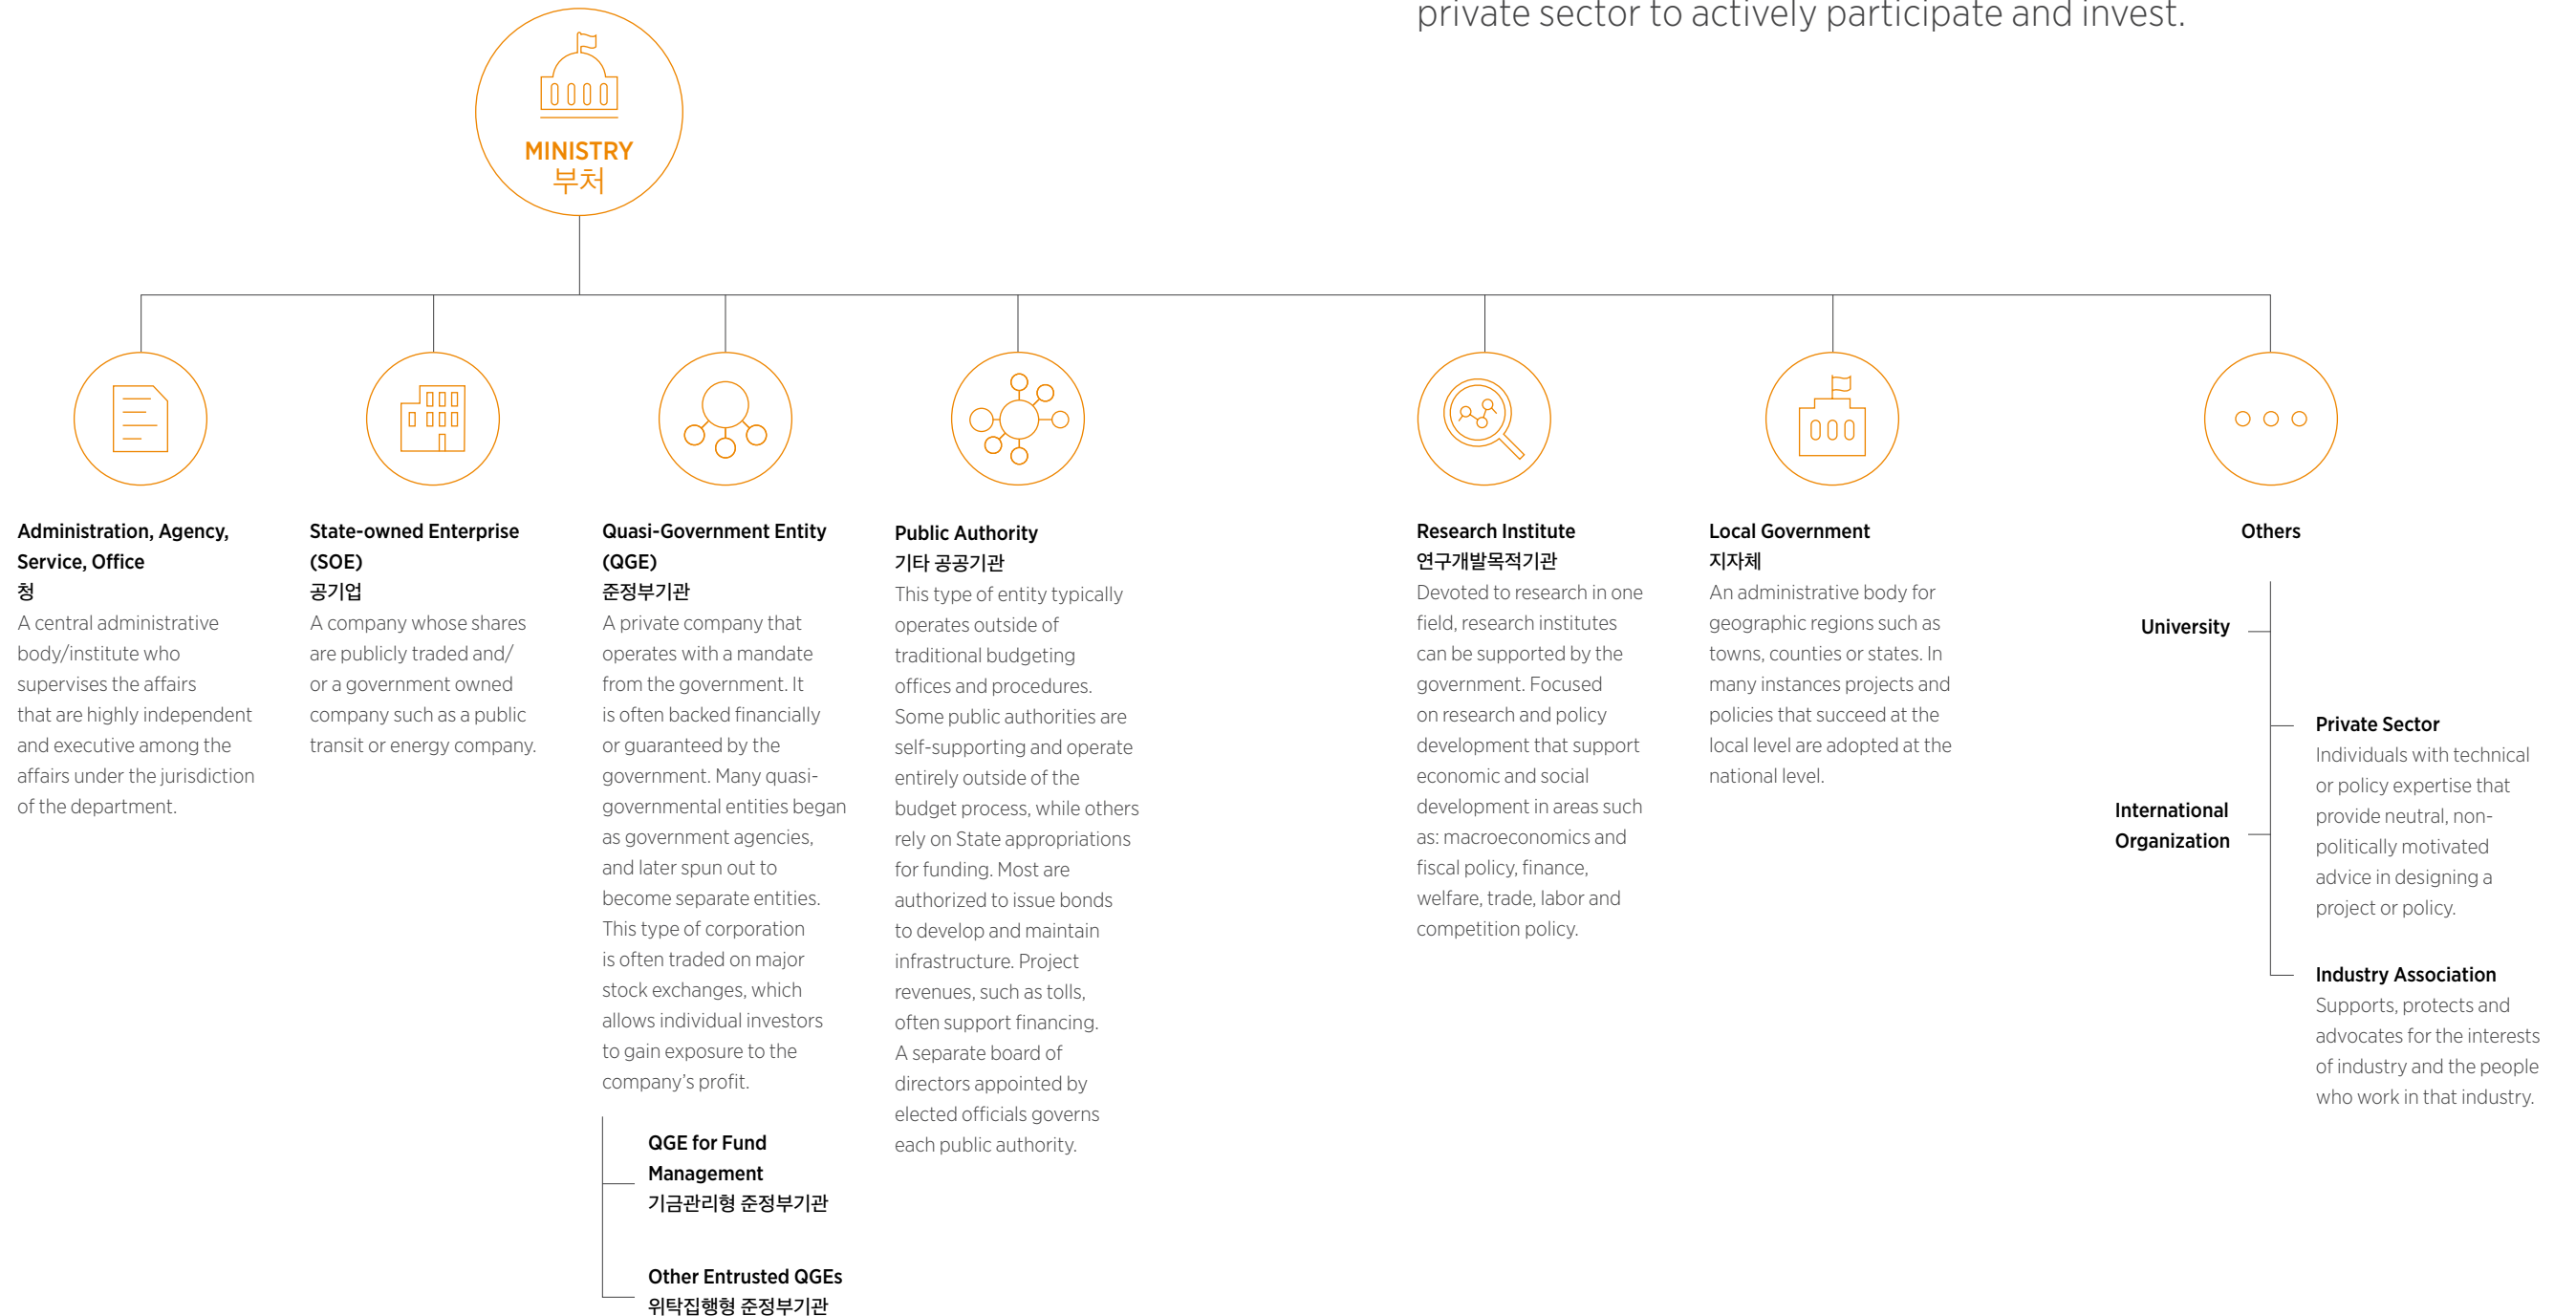 private sector to actively participate and invest.
MINISTRY
부처
Administration, Agency,
Service, Office
청
A central administrative
body/institute who
supervises the affairs
that are highly independent
and executive among the
affairs under the jurisdiction
of the department.
State-owned Enterprise
(SOE)
공기업
A company whose shares
are publicly traded and/
or a government owned
company such as a public
transit or energy company.
Quasi-Government Entity
(QGE)
준정부기관
A private company that
operates with a mandate
from the government. It
is often backed financially
or guaranteed by the
government. Many quasi-
governmental entities began
as government agencies,
and later spun out to
become separate entities.
This type of corporation
is often traded on major
stock exchanges, which
allows individual investors
to gain exposure to the
company’s profit.
QGE for Fund
Management
기금관리형 준정부기관
Other Entrusted QGEs
위탁집행형 준정부기관
Public Authority
기타 공공기관
This type of entity typically
operates outside of
traditional budgeting
offices and procedures.
Some public authorities are
self-supporting and operate
entirely outside of the
budget process, while others
rely on State appropriations
for funding. Most are
authorized to issue bonds
to develop and maintain
infrastructure. Project
revenues, such as tolls,
often support financing.
A separate board of
directors appointed by
elected officials governs
each public authority.
Research Institute
연구개발목적기관
Devoted to research in one
field, research institutes
can be supported by the
government. Focused
on research and policy
development that support
economic and social
development in areas such
as: macroeconomics and
fiscal policy, finance,
welfare, trade, labor and
competition policy.
Local Government
지자체
An administrative body for
geographic regions such as
towns, counties or states. In
many instances projects and
policies that succeed at the
local level are adopted at the
national level.
Others
University
Private Sector
Individuals with technical
or policy expertise that
provide neutral, non-
politically motivated
advice in designing a
project or policy.
International
Organization
Industry Association
Supports, protects and
advocates for the interests
of industry and the people
who work in that industry.